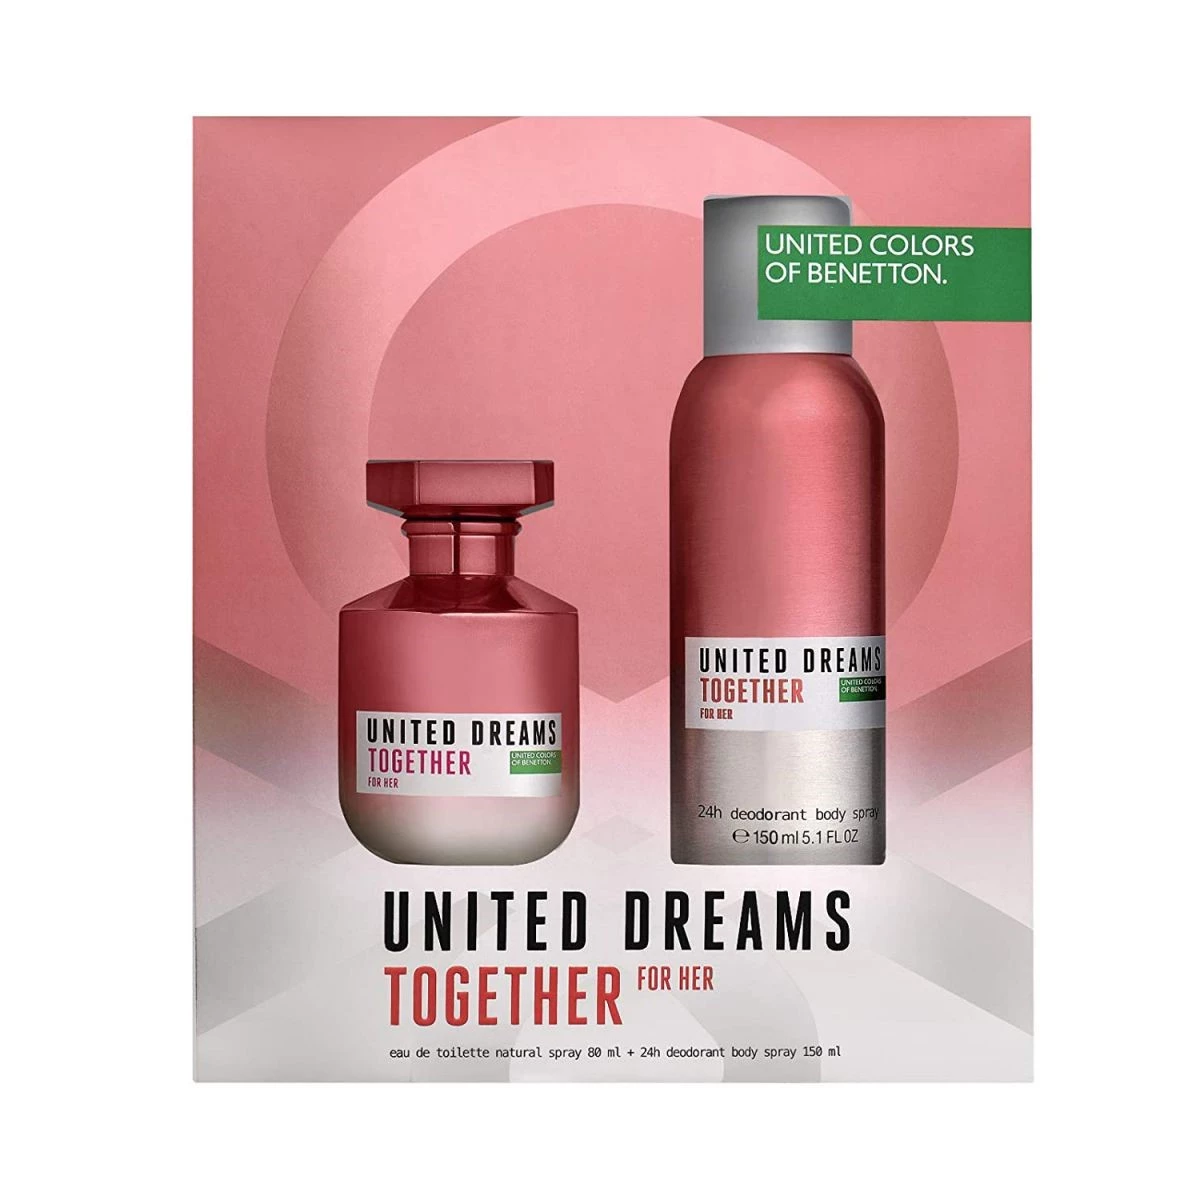 UNITED COLORS
OF BENETTON.
UNITED DREAMS
TOGETHER
FOR HER
UNITED COLORS
OF BENETTON.
24h deodorant body spray
℮ 150 ml 5.1 FL OZ
UNITED DREAMS
TOGETHER
FOR HER
UNITED COLORS
OF BENETTON.
UNITED DREAMS
TOGETHER FOR HER
eau de toilette natural spray 80 ml + 24h deodorant body spray 150 ml